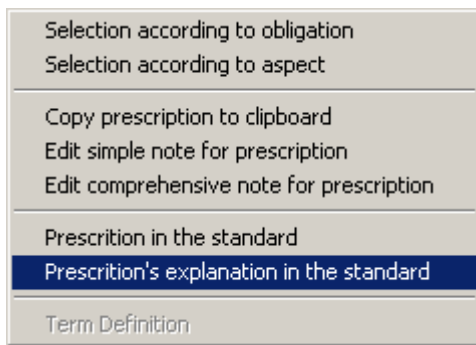 Selection according to obligation
Selection according to aspect
Copy prescription to clipboard
Edit simple note for prescription
Edit comprehensive note for prescription
Prescrition in the standard
Prescrition's explanation in the standard
Term Definition